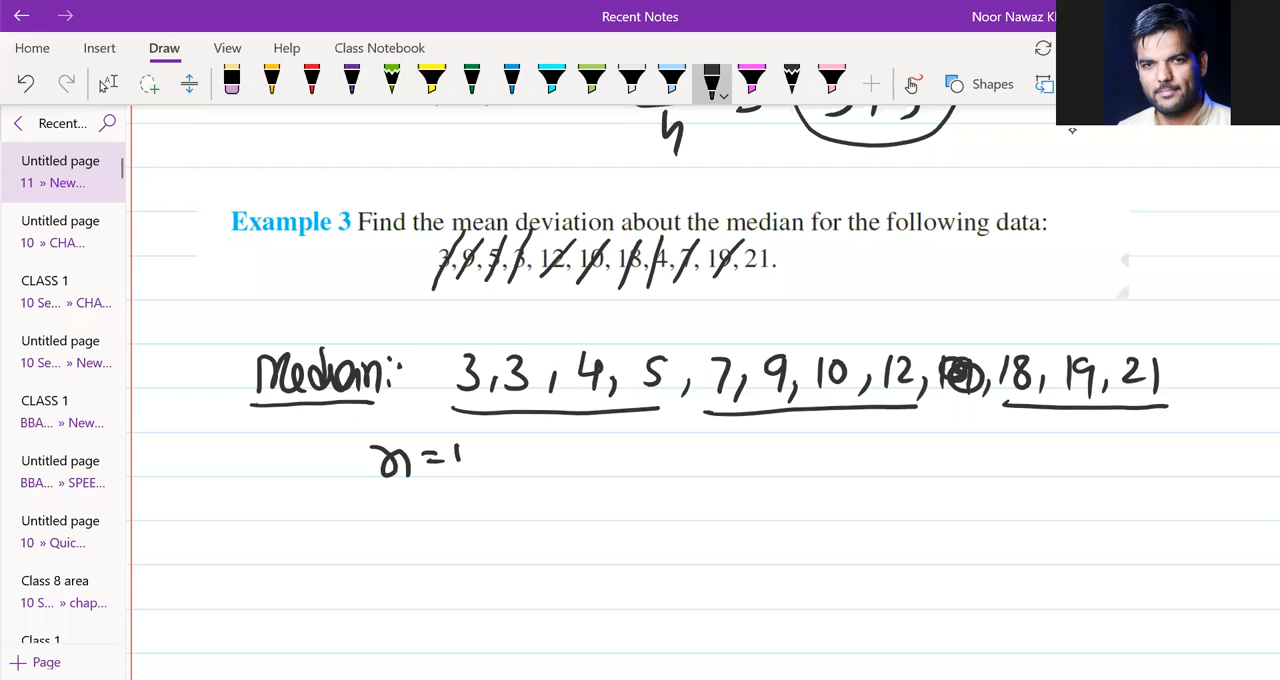 Recent Notes
Noor Nawaz Kh
Home Insert Draw View Help Class Notebook
Shapes
Recent...
Untitled page
11 » New...
Untitled page
10 » CHA...
CLASS 1
10 Se... » CHA...
Untitled page
10 Se... » New...
CLASS 1
BBA... » New...
Untitled page
BBA... » SPEE...
Untitled page
10 » Quic...
Class 8 area
10 S... » chap...
Class 1
Page
Example 3 Find the mean deviation about the median for the following data:
3, 9, 5, 3, 12, 10, 18, 4, 7, 19, 21.
Median:- 3, 3, 4, 5, 7, 9, 10, 12, 18, 19, 21
n = 1